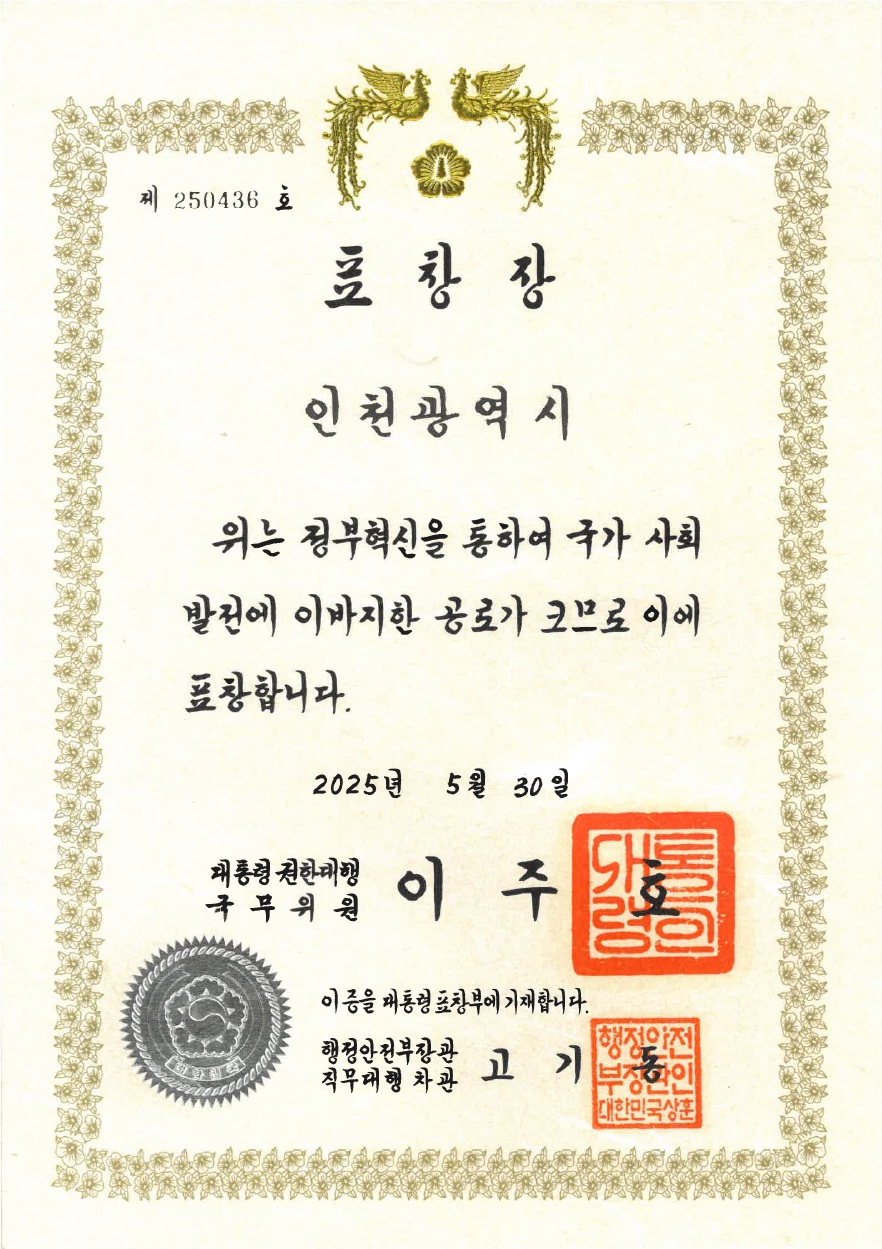 제 250436 호
표창장
인천광역시
위는 정부혁신을 통하여 국가 사회
발전에 이바지한 공로가 크므로 이에
표창합니다.
2025년 5월 30일
대통령 권한대행
국무위원 이주호
대통령의인
이 증을 대통령표창부에 기재합니다.
행정안전부장관
직무대행 차관 고기동
행정안전
부장관인
대한민국상훈